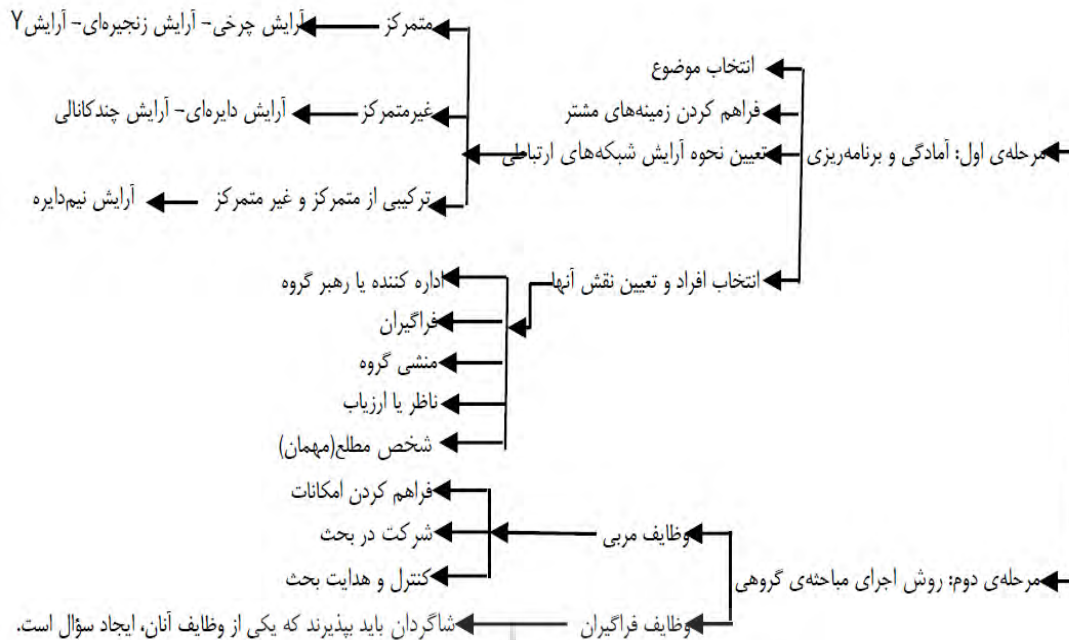 مرحله‌ی اول: آمادگی و برنامه‌ریزی
انتخاب موضوع
فراهم کردن زمینه‌های مشتر
تعیین نحوه آرایش شبکه‌های ارتباطی
متمرکز
آرایش چرخی- آرایش زنجیره‌ای- آرایش Y
غیرمتمرکز
آرایش دایره‌ای- آرایش چندکانالی
ترکیبی از متمرکز و غیر متمرکز
آرایش نیم‌دایره
انتخاب افراد و تعیین نقش آنها
اداره کننده یا رهبر گروه
فراگیران
منشی گروه
ناظر یا ارزیاب
شخص مطلع(مهمان)
مرحله‌ی دوم: روش اجرای مباحثه‌ی گروهی
وظایف مربی
فراهم کردن امکانات
شرکت در بحث
کنترل و هدایت بحث
وظایف فراگیران
شاگردان باید بپذیرند که یکی از وظایف آنان، ایجاد سؤال است.